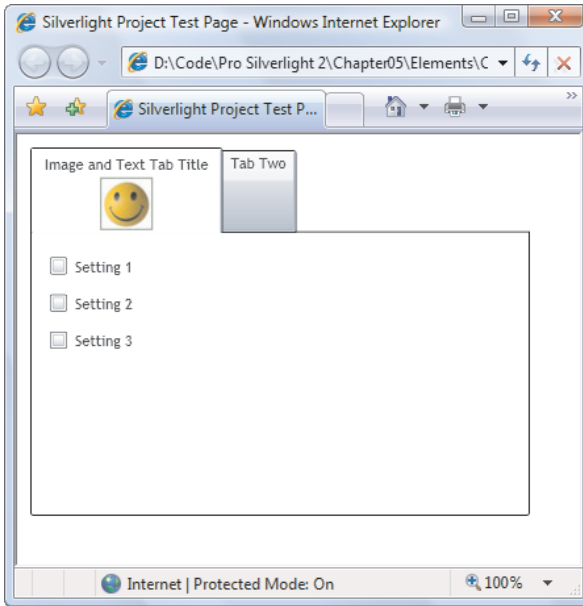 Silverlight Project Test Page - Windows Internet Explorer
D:\Code\Pro Silverlight 2\Chapter05\Elements\C
Silverlight Project Test P...
Image and Text Tab Title
Tab Two
Setting 1
Setting 2
Setting 3
Internet | Protected Mode: On
100%